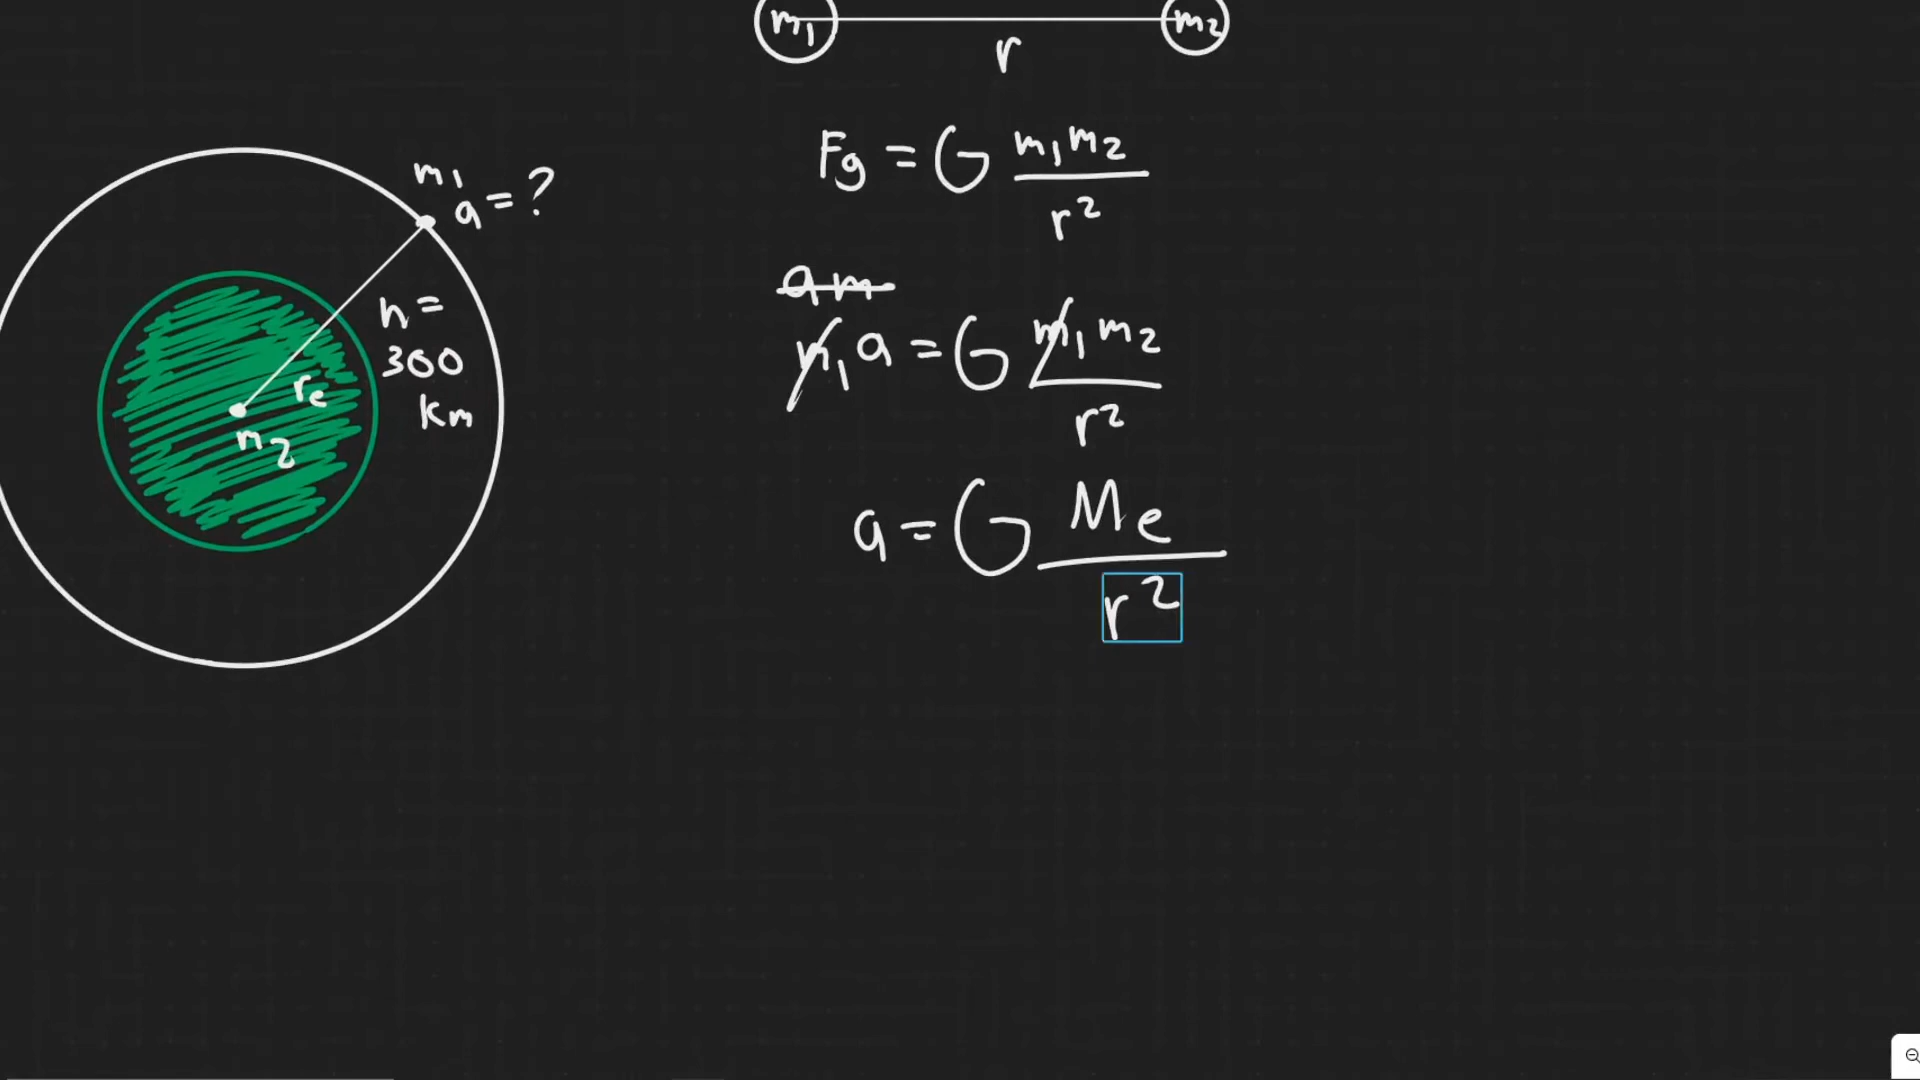 m₁ m₂
r
Fg = G m₁m₂ / r²
m₁
a = ?
h =
300
km
re
m₂
am
m₁a = G m₁m₂ / r²
a = G Me / r²